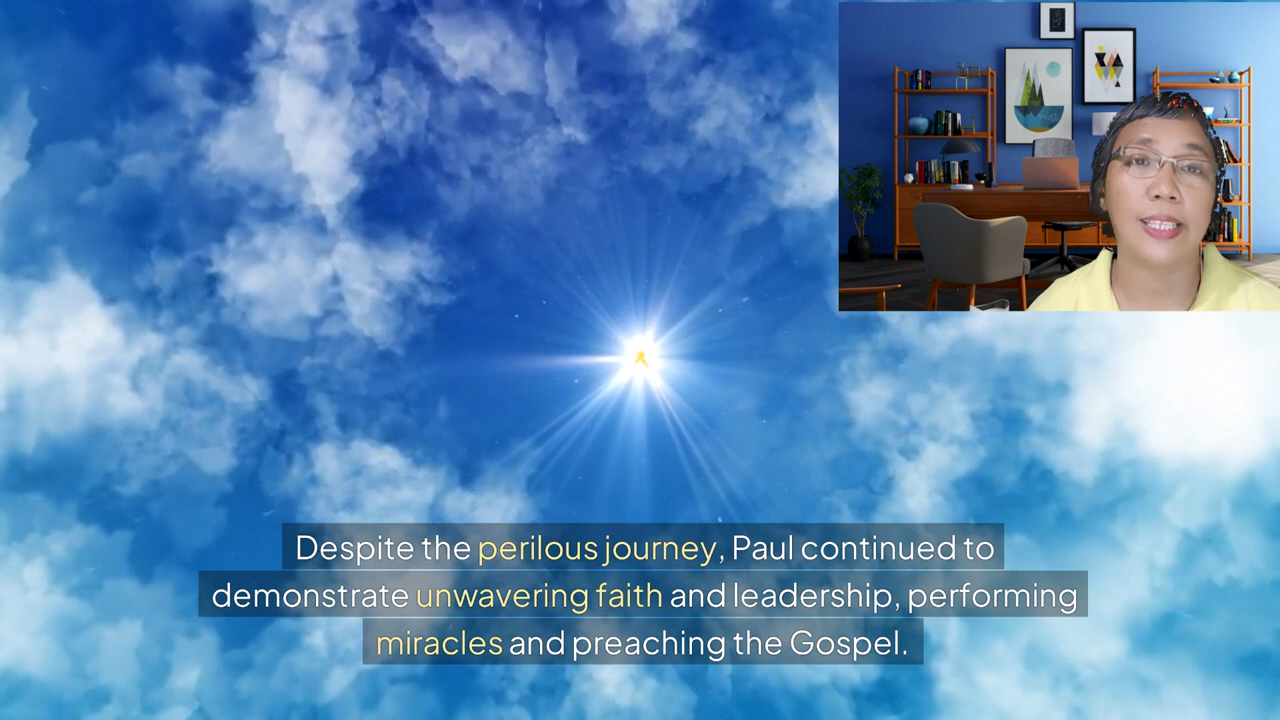 Despite the perilous journey, Paul continued to
demonstrate unwavering faith and leadership, performing
miracles and preaching the Gospel.